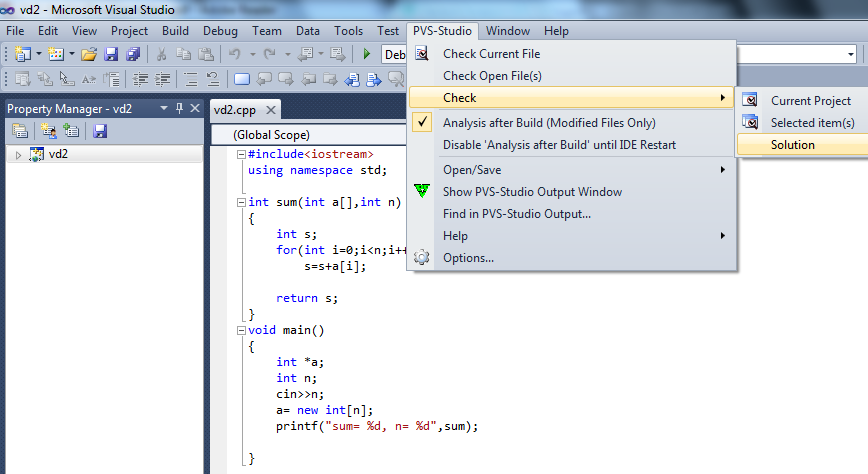 vd2 - Microsoft Visual Studio
File Edit View Project Build Debug Team Data Tools Test PVS-Studio Window Help
Deb
Check Current File
Check Open File(s)
Check
Analysis after Build (Modified Files Only)
Disable 'Analysis after Build' until IDE Restart
Open/Save
Show PVS-Studio Output Window
Find in PVS-Studio Output...
Help
Options...
Current Project
Selected item(s)
Solution
Property Manager - vd2
vd2
vd2.cpp
(Global Scope)
#include<iostream>
using namespace std;
int sum(int a[],int n)
{
int s;
for(int i=0;i<n;i++
s=s+a[i];
return s;
}
void main()
{
int *a;
int n;
cin>>n;
a= new int[n];
printf("sum= %d, n= %d",sum);
}